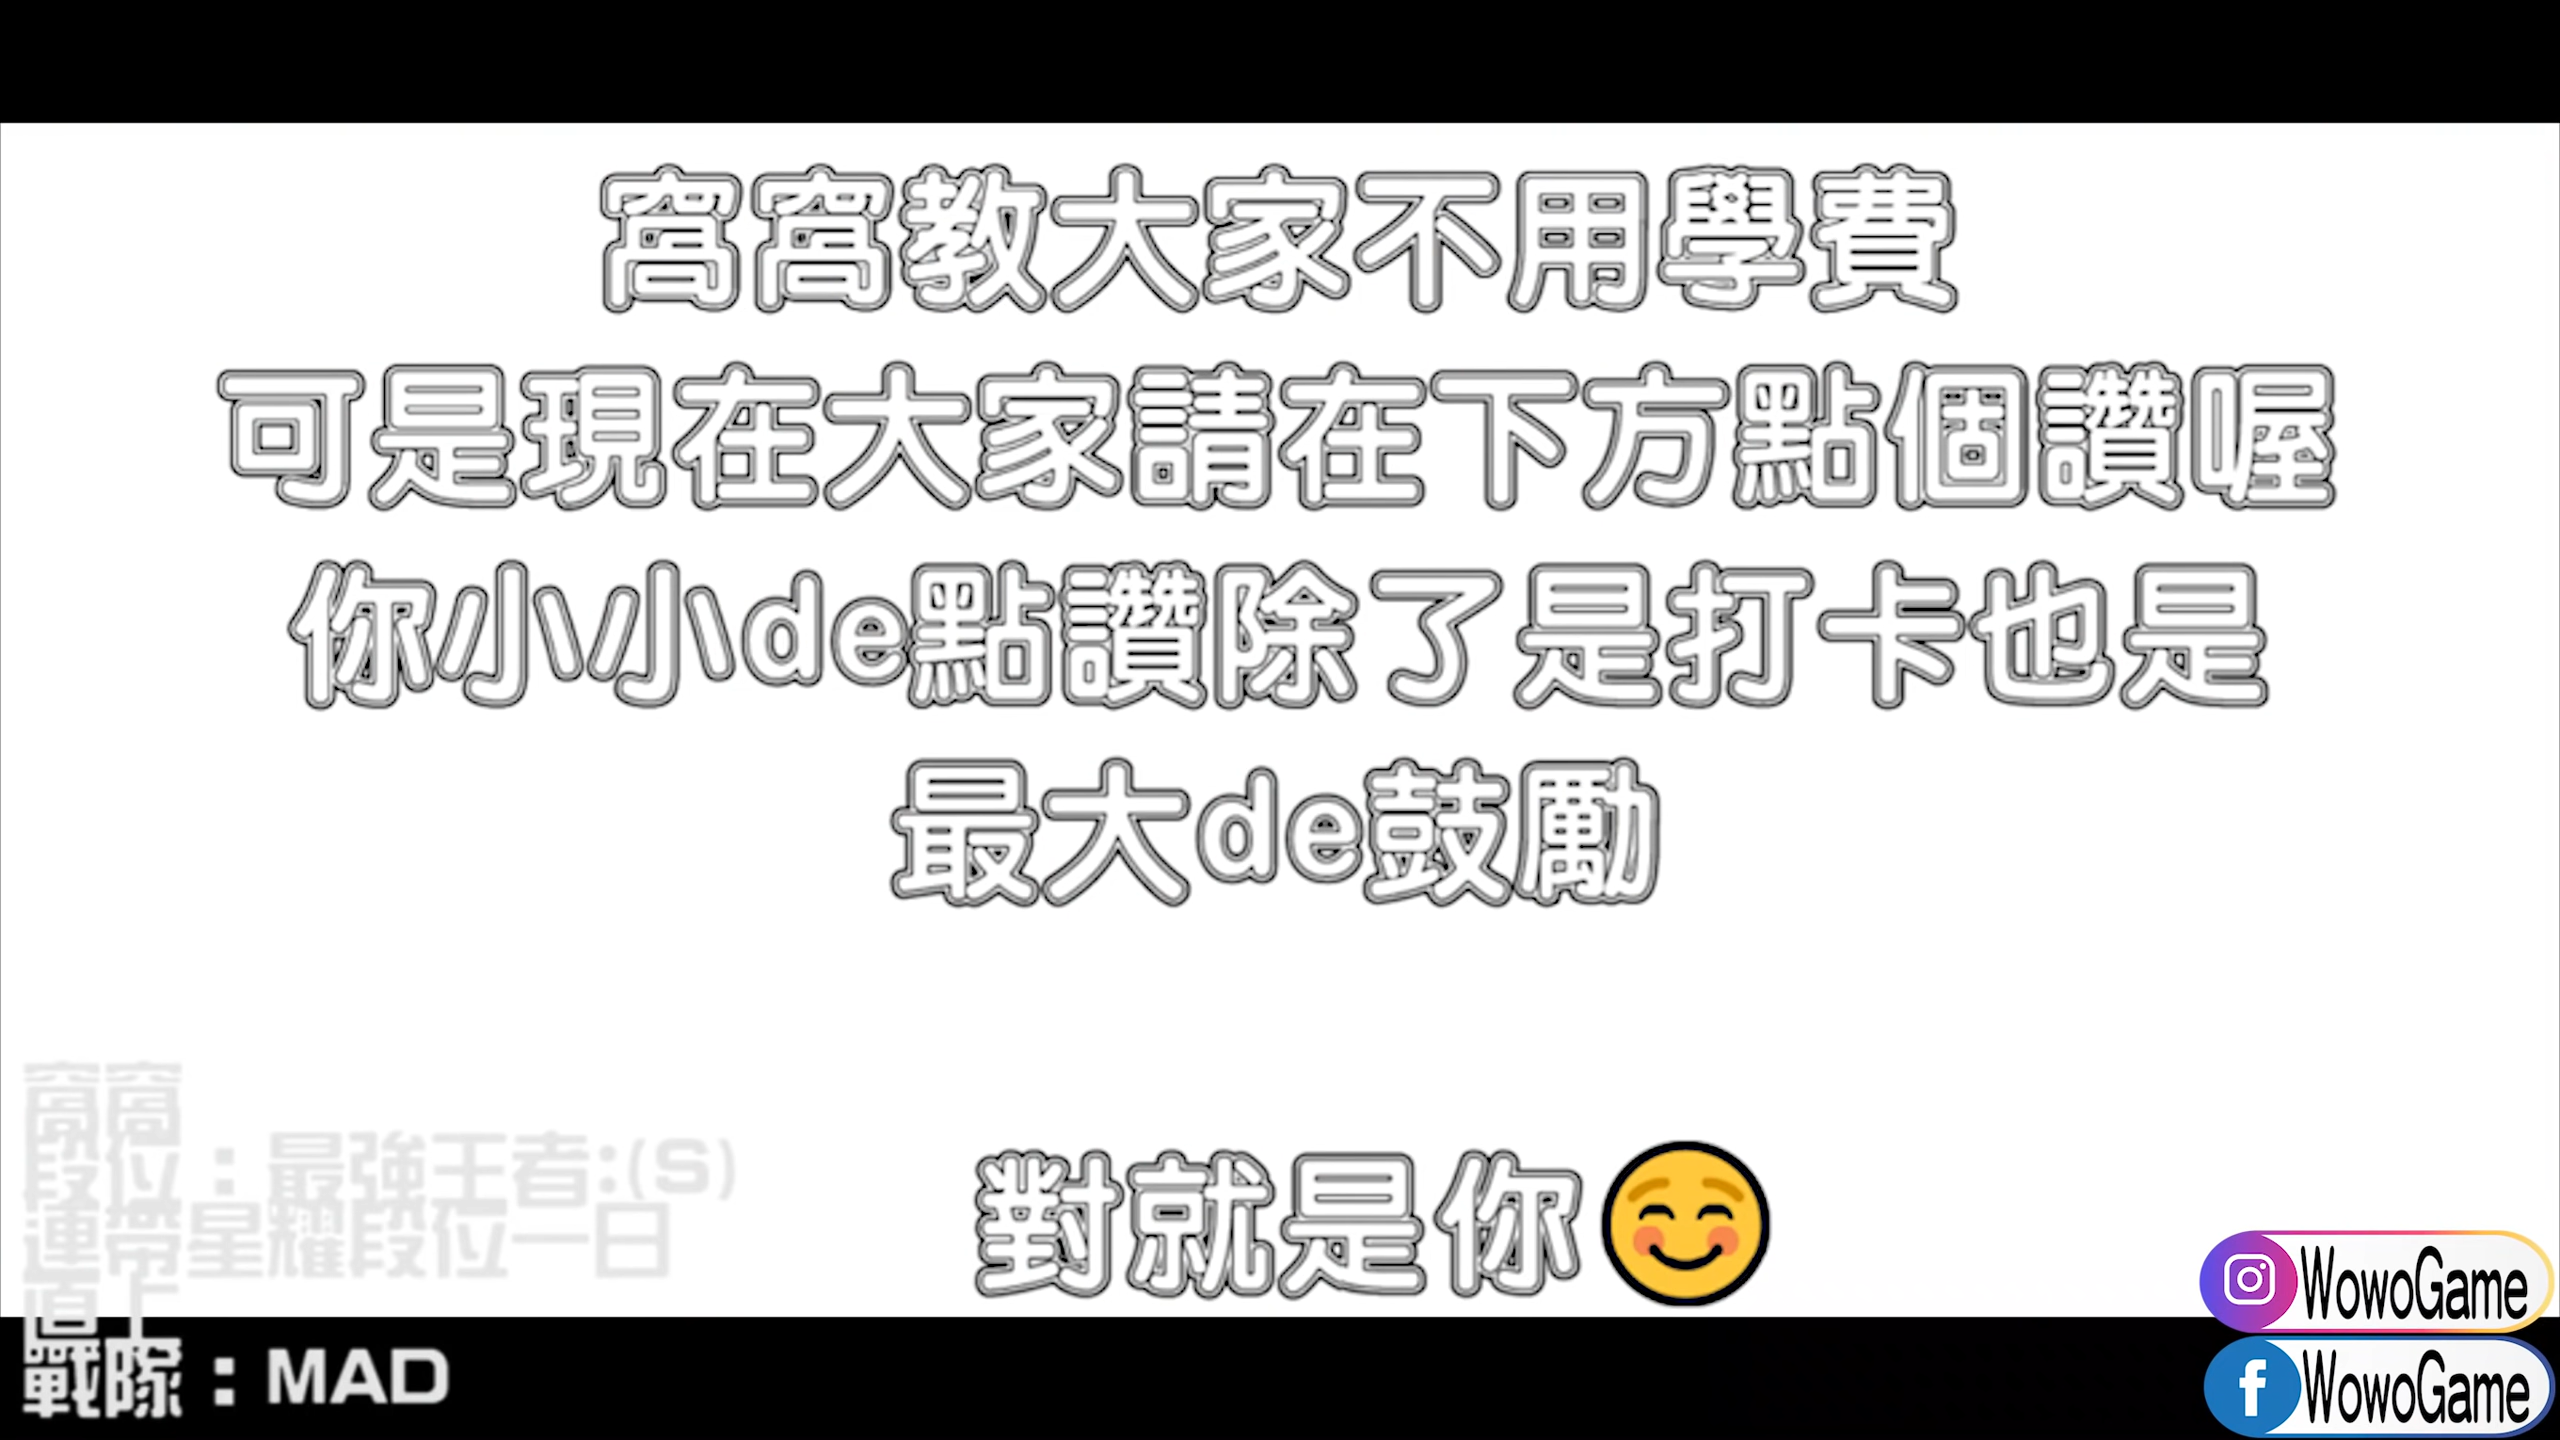 窩窩教大家不用學費
可是現在大家請在下方點個讚喔
你小小de點讚除了是打卡也是
最大de鼓勵
對就是你😊
窩窩
段位：最強王者:(S)
連帶星耀段位一日
直上
戰隊：MAD
WowoGame
WowoGame